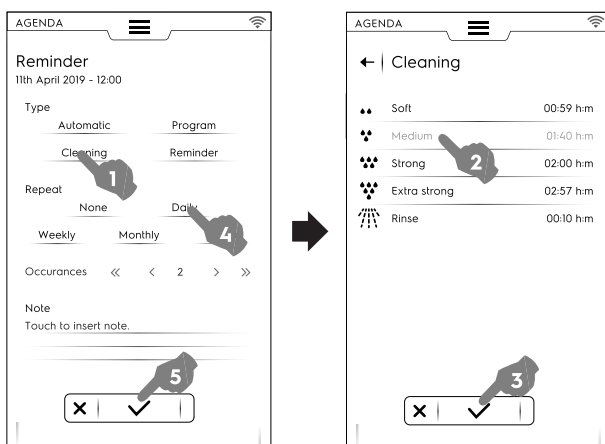 AGENDA
Reminder
11th April 2019 - 12:00
Type
Automatic Program
Cleaning Reminder
1
Repeat
None Daily
4
Weekly Monthly
Occurances « < 2 > »
Note
Touch to insert note.
5
AGENDA
← Cleaning
Soft 00:59 h:m
Medium 01:40 h:m
2
Strong 02:00 h:m
Extra strong 02:57 h:m
Rinse 00:10 h:m
3